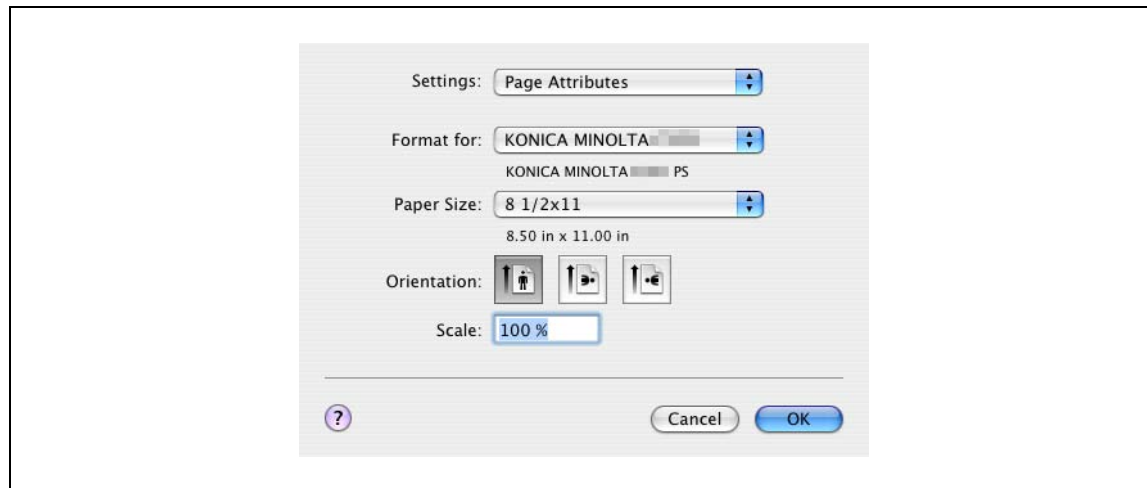 Settings: Page Attributes
Format for: KONICA MINOLTA
KONICA MINOLTA PS
Paper Size: 8 1/2x11
8.50 in x 11.00 in
Orientation:
Scale: 100 %
? Cancel OK